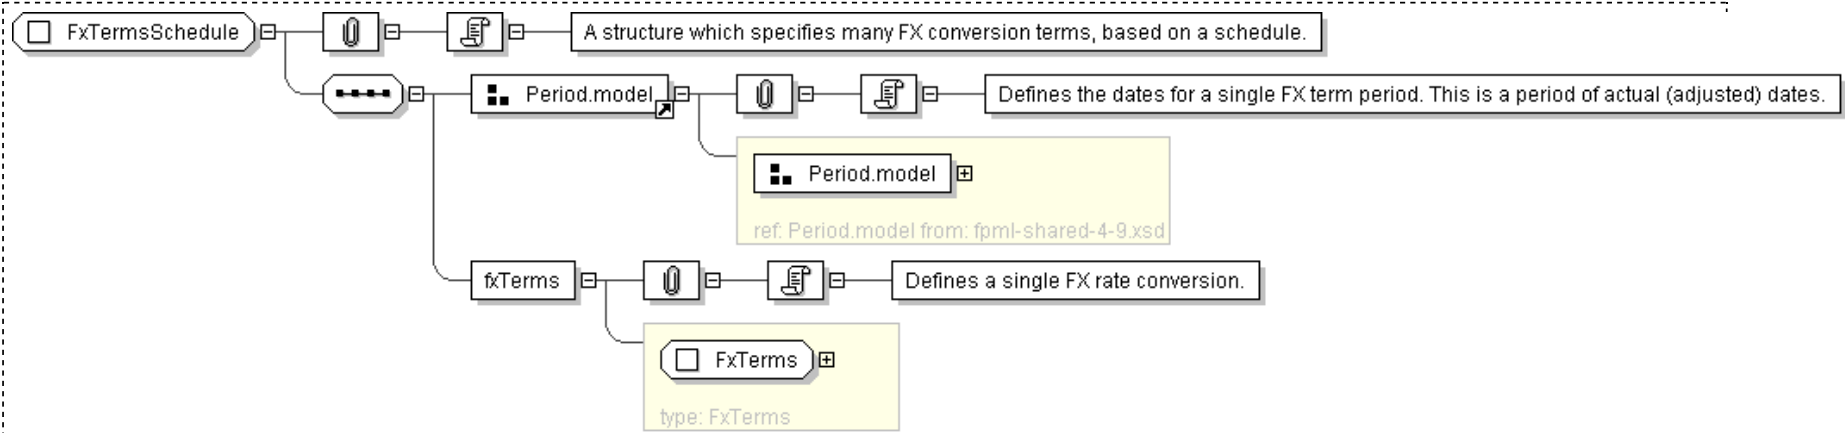 FxTermsSchedule
A structure which specifies many FX conversion terms, based on a schedule.
Period.model
Defines the dates for a single FX term period. This is a period of actual (adjusted) dates.
Period.model
ref: Period.model from: fpml-shared-4-9.xsd
fxTerms
Defines a single FX rate conversion.
FxTerms
type: FxTerms